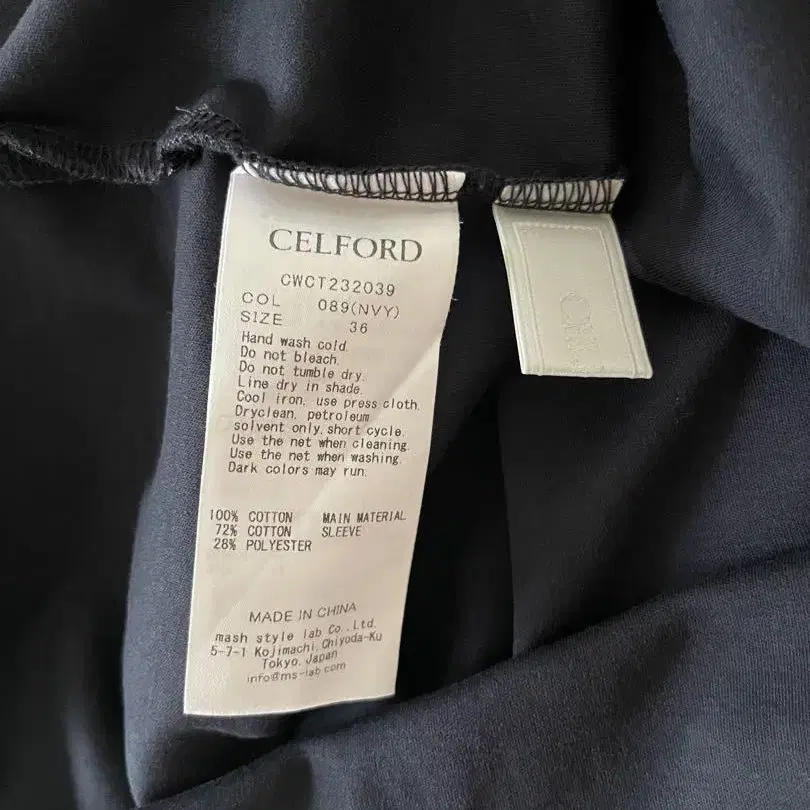 CELFORD
CWCT232039
COL 089(NVY)
SIZE 36
Hand wash cold.
Do not bleach.
Do not tumble dry.
Line dry in shade.
Cool iron, use press cloth.
Dryclean, petroleum
solvent only, short cycle.
Use the net when cleaning.
Use the net when washing.
Dark colors may run.
100% COTTON MAIN MATERIAL
72% COTTON SLEEVE
28% POLYESTER
MADE IN CHINA
mash style lab Co., Ltd.
5-7-1 Kojimachi, Chiyoda-Ku
Tokyo, Japan
info@ms-lab.com